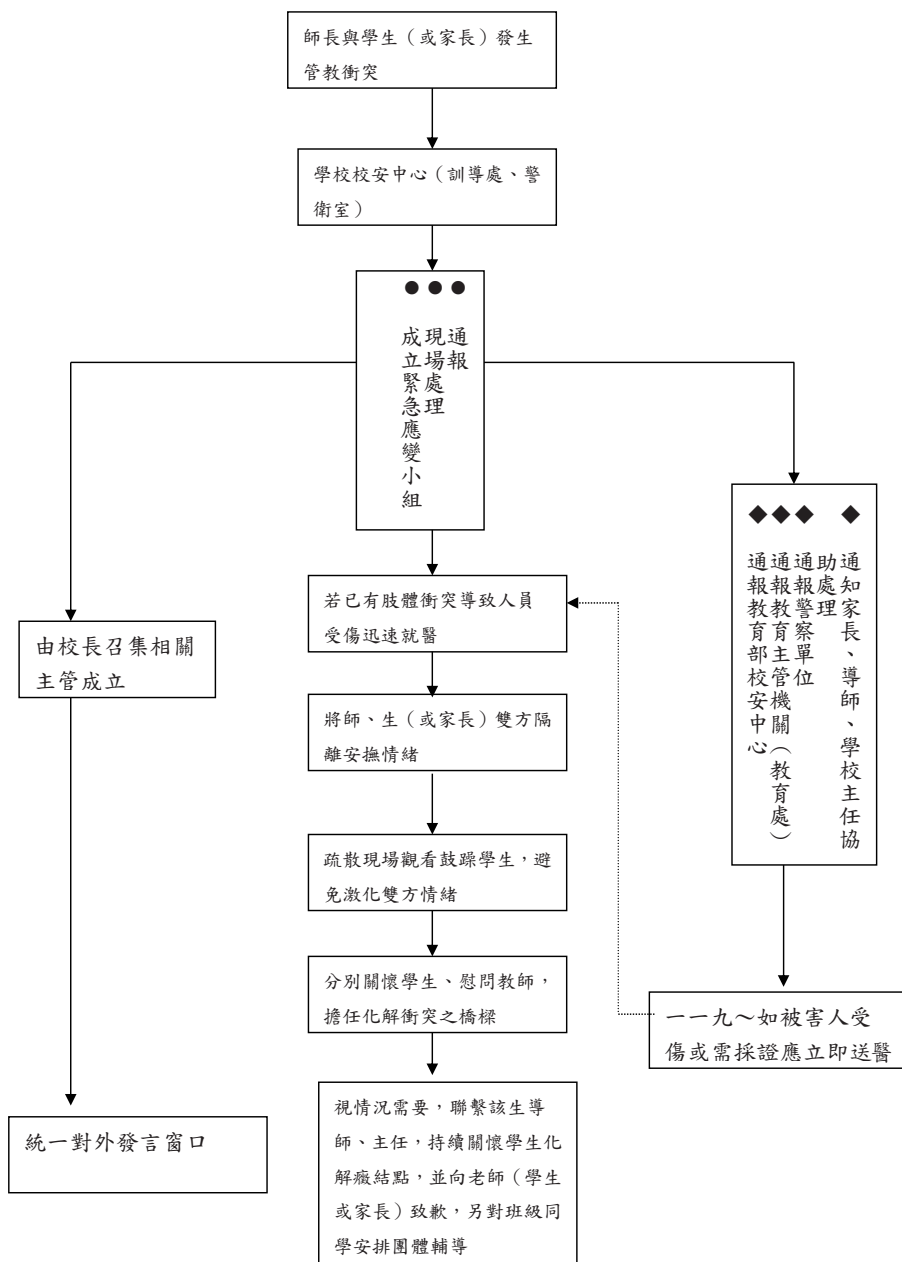 師長與學生（或家長）發生
管教衝突
學校校安中心（訓導處、警
衛室）
● 通報
● 現場處理
● 成立緊急應變小組
◆ 通知家長、導師、學校主任協
助處理
◆ 通報警察單位
◆ 通報教育主管機關（教育處）
◆ 通報教育部校安中心
由校長召集相關
主管成立
若已有肢體衝突導致人員
受傷迅速就醫
將師、生（或家長）雙方隔
離安撫情緒
疏散現場觀看鼓躁學生，避
免激化雙方情緒
分別關懷學生、慰問教師，
擔任化解衝突之橋樑
一一九～如被害人受
傷或需採證應立即送醫
統一對外發言窗口
視情況需要，聯繫該生導
師、主任，持續關懷學生化
解癥結點，並向老師（學生
或家長）致歉，另對班級同
學安排團體輔導